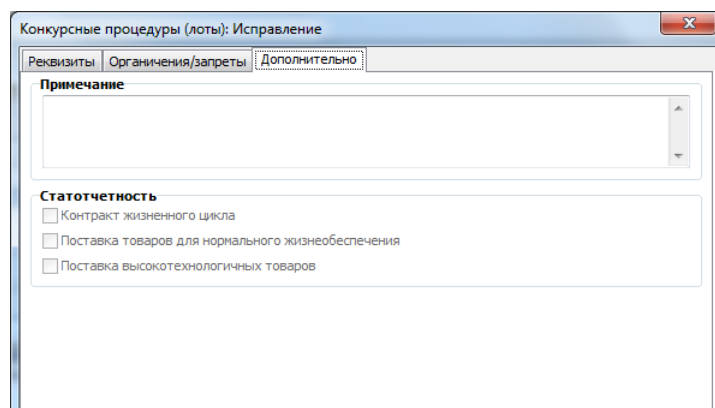 Конкурсные процедуры (лоты): Исправление
Реквизиты Органичения/запреты Дополнительно
Примечание
Статотчетность
Контракт жизненного цикла
Поставка товаров для нормального жизнеобеспечения
Поставка высокотехнологичных товаров